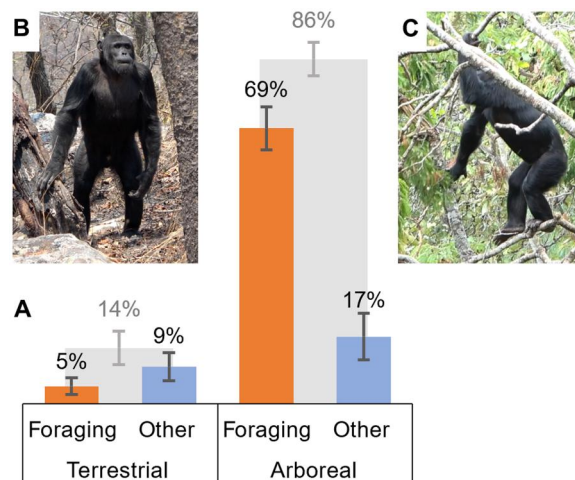 B
C
86%
69%
A
14%
5%
9%
17%
Foraging Other Foraging Other
Terrestrial Arboreal